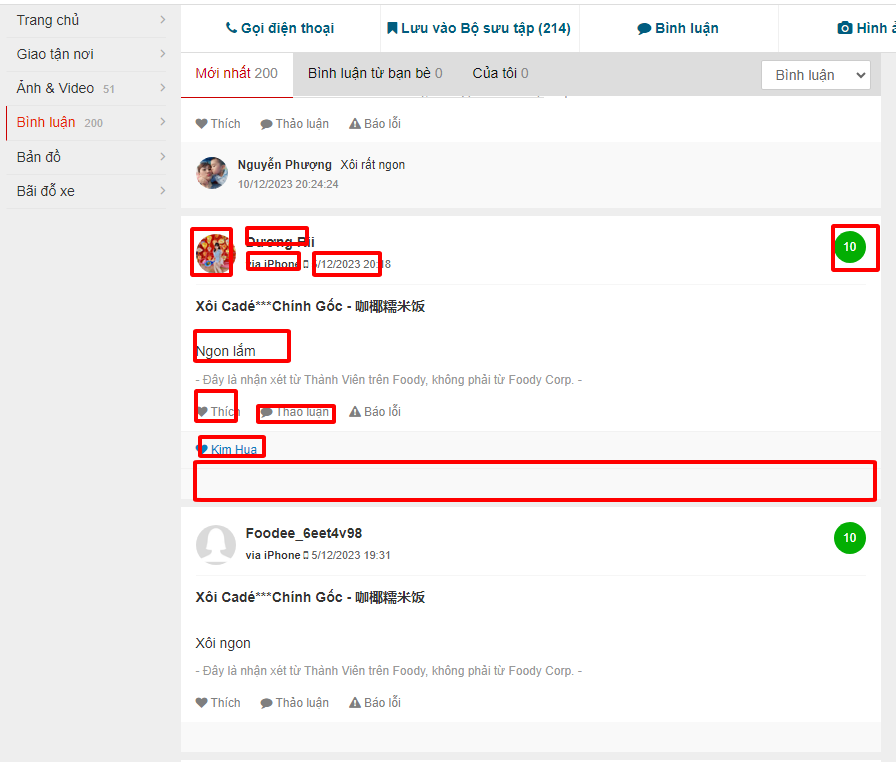 Trang chủ
Giao tận nơi
Ảnh & Video 51
Bình luận 200
Bản đồ
Bãi đỗ xe
Gọi điện thoại
Lưu vào Bộ sưu tập (214)
Bình luận
Hình ả
Mới nhất 200
Bình luận từ bạn bè 0
Của tôi 0
Bình luận
Thích Thảo luận Báo lỗi
Nguyễn Phượng Xôi rất ngon
10/12/2023 20:24:24
Dương Rii
10
via iPhone 5/12/2023 20:18
Xôi Cadé***Chính Gốc - 咖椰糯米饭
Ngon lắm
- Đây là nhận xét từ Thành Viên trên Foody, không phải từ Foody Corp. -
Thích Thảo luận Báo lỗi
Kim Hua
Foodee_6eet4v98
10
via iPhone 5/12/2023 19:31
Xôi Cadé***Chính Gốc - 咖椰糯米饭
Xôi ngon
- Đây là nhận xét từ Thành Viên trên Foody, không phải từ Foody Corp. -
Thích Thảo luận Báo lỗi